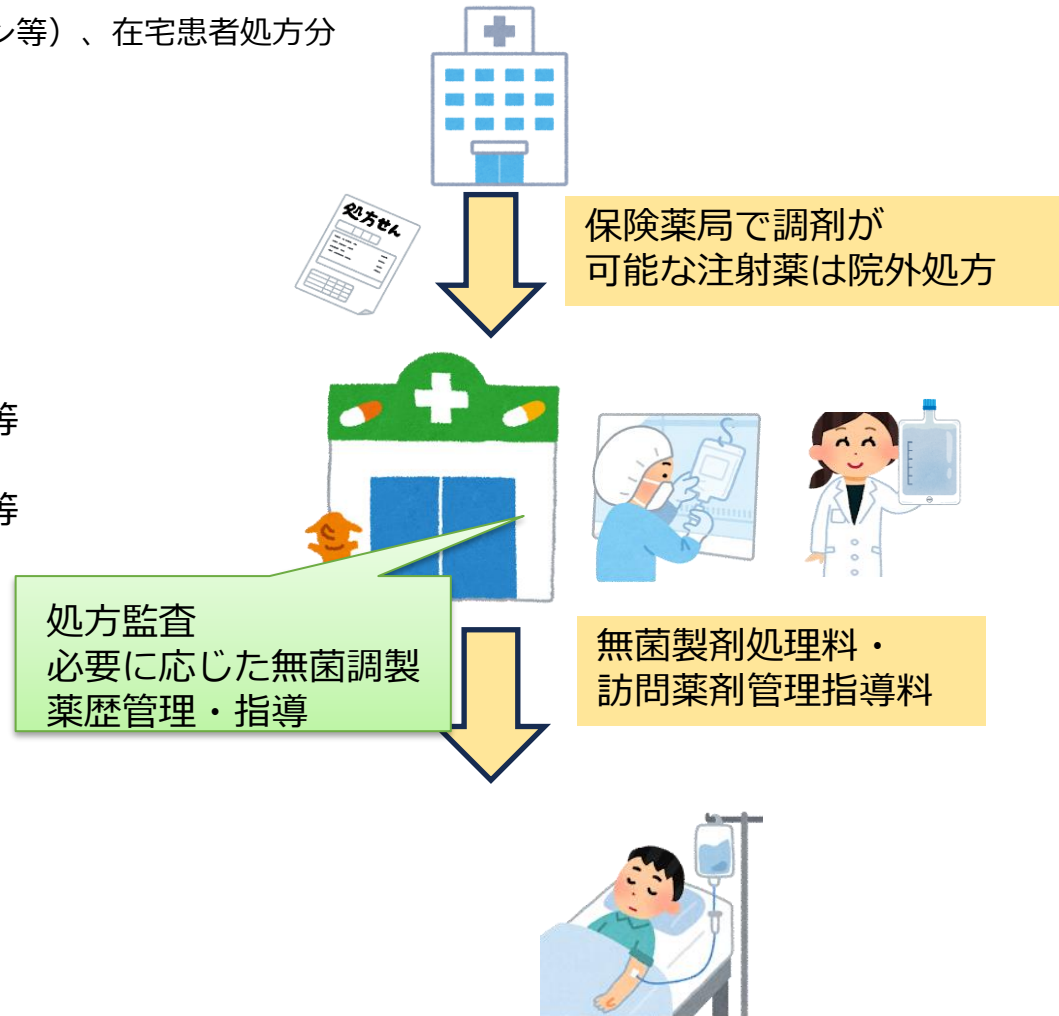 ン等）、在宅患者処方分
処方せん
保険薬局で調剤が
可能な注射薬は院外処方
等
等
処方監査
必要に応じた無菌調製
薬歴管理・指導
無菌製剤処理料・
訪問薬剤管理指導料